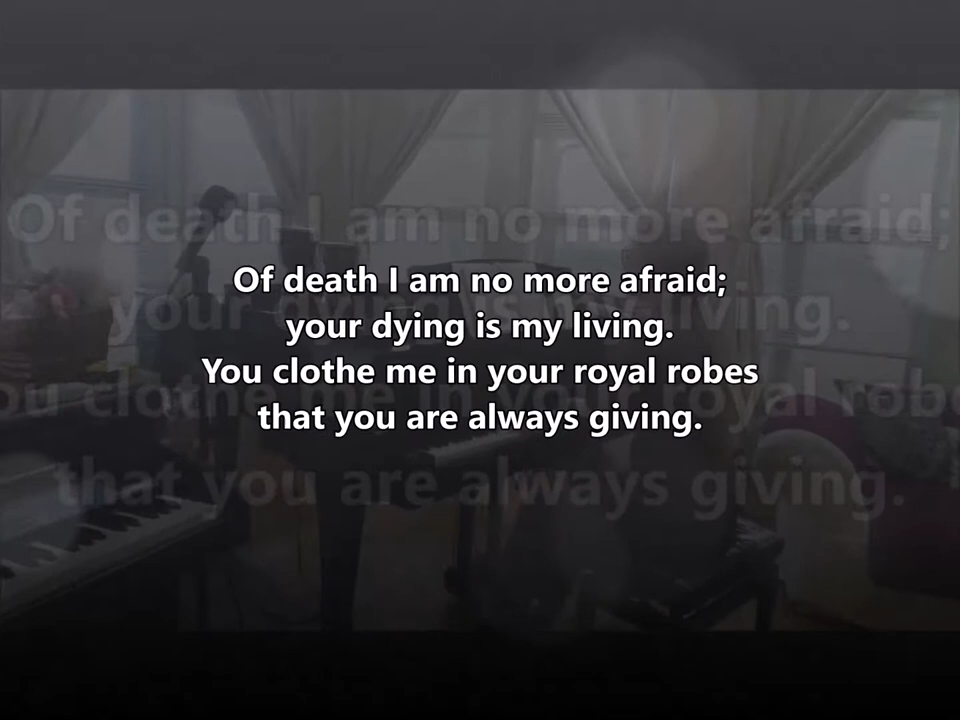 Of death I am no more afraid;
your dying is my living.
You clothe me in your royal robes
that you are always giving.